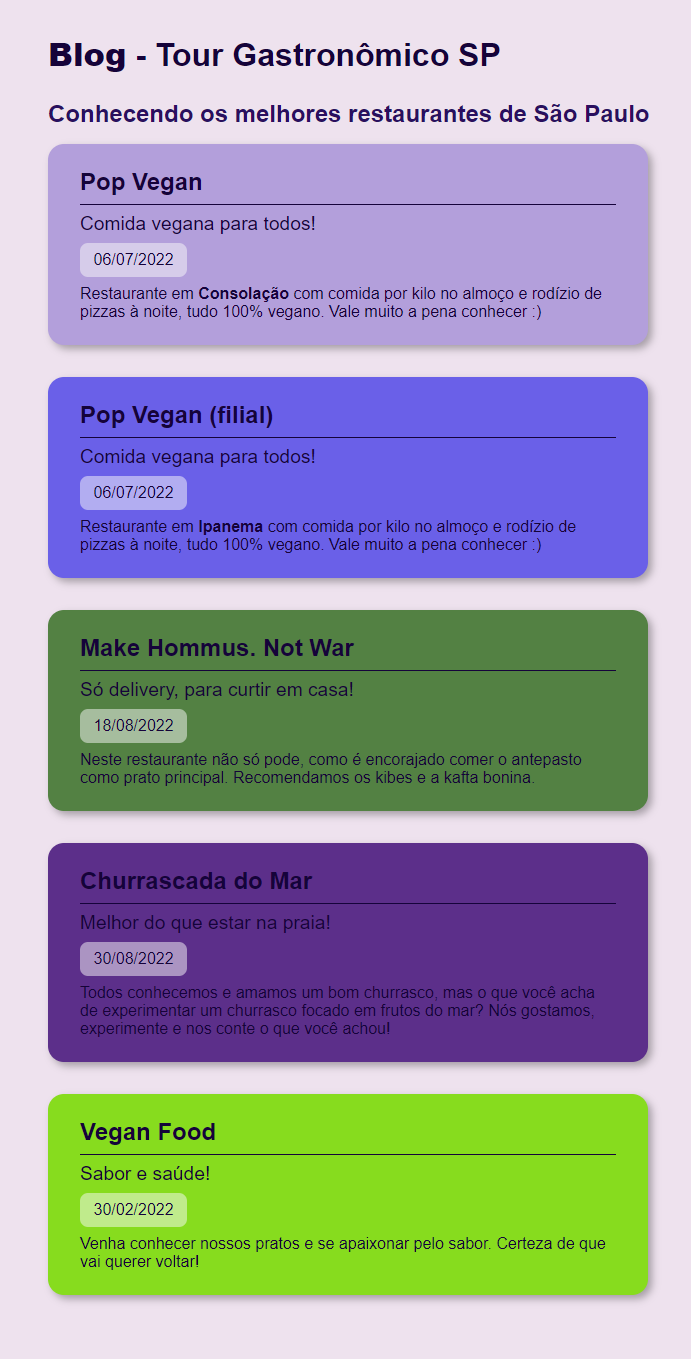 Blog - Tour Gastronômico SP
Conhecendo os melhores restaurantes de São Paulo
Pop Vegan
Comida vegana para todos!
06/07/2022
Restaurante em Consolação com comida por kilo no almoço e rodízio de
pizzas à noite, tudo 100% vegano. Vale muito a pena conhecer :)
Pop Vegan (filial)
Comida vegana para todos!
06/07/2022
Restaurante em Ipanema com comida por kilo no almoço e rodízio de
pizzas à noite, tudo 100% vegano. Vale muito a pena conhecer :)
Make Hommus. Not War
Só delivery, para curtir em casa!
18/08/2022
Neste restaurante não só pode, como é encorajado comer o antepasto
como prato principal. Recomendamos os kibes e a kafta bonina.
Churrascada do Mar
Melhor do que estar na praia!
30/08/2022
Todos conhecemos e amamos um bom churrasco, mas o que você acha
de experimentar um churrasco focado em frutos do mar? Nós gostamos,
experimente e nos conte o que você achou!
Vegan Food
Sabor e saúde!
30/02/2022
Venha conhecer nossos pratos e se apaixonar pelo sabor. Certeza de que
vai querer voltar!